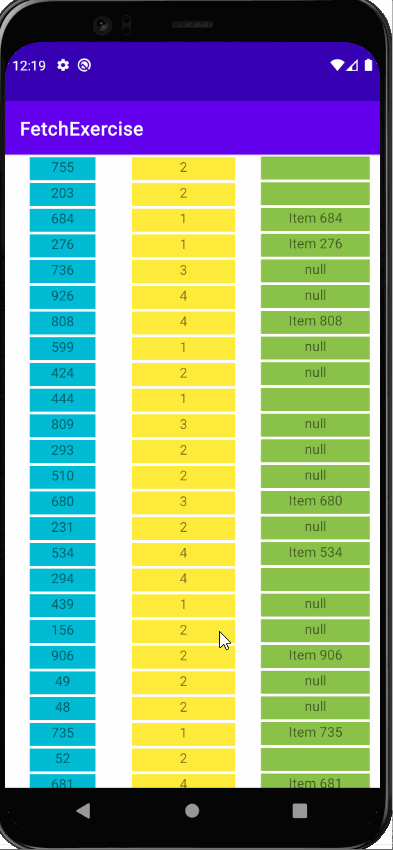 12:19
FetchExercise
755 2
203 2
684 1 Item 684
276 1 Item 276
736 3 null
926 4 null
808 4 Item 808
599 1 null
424 2 null
444 1
809 3 null
293 2 null
510 2 null
680 3 Item 680
231 2 null
534 4 Item 534
294 4
439 1 null
156 2 null
906 2 Item 906
49 2 null
48 2 null
735 1 Item 735
52 2
681 4 Item 681